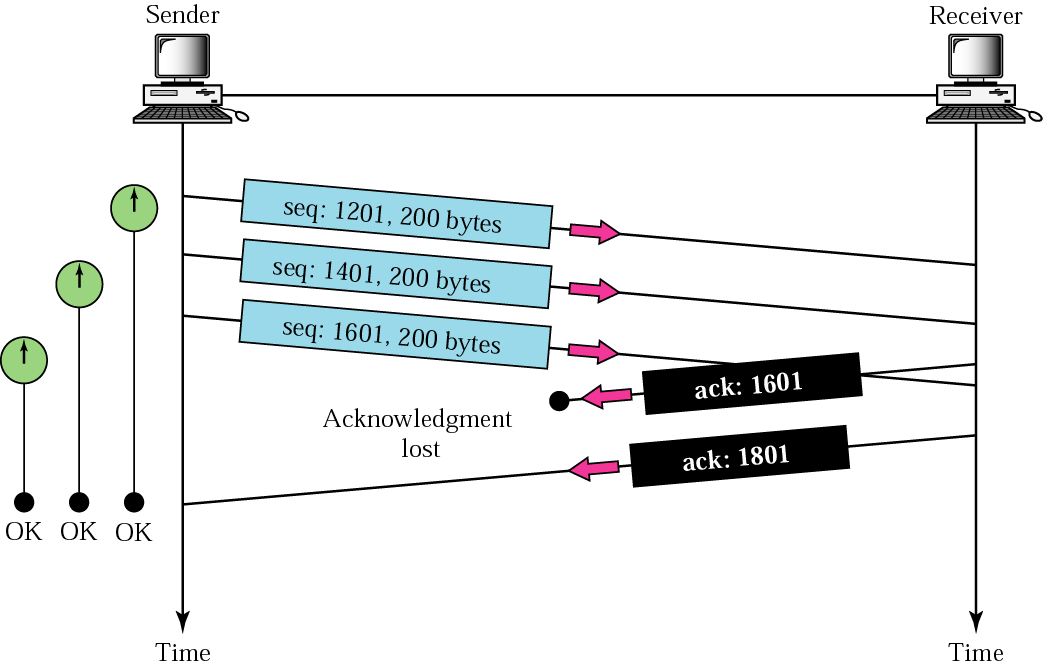 Sender
Receiver
seq: 1201, 200 bytes
seq: 1401, 200 bytes
seq: 1601, 200 bytes
ack: 1601
Acknowledgment
lost
ack: 1801
OK
OK
OK
Time
Time